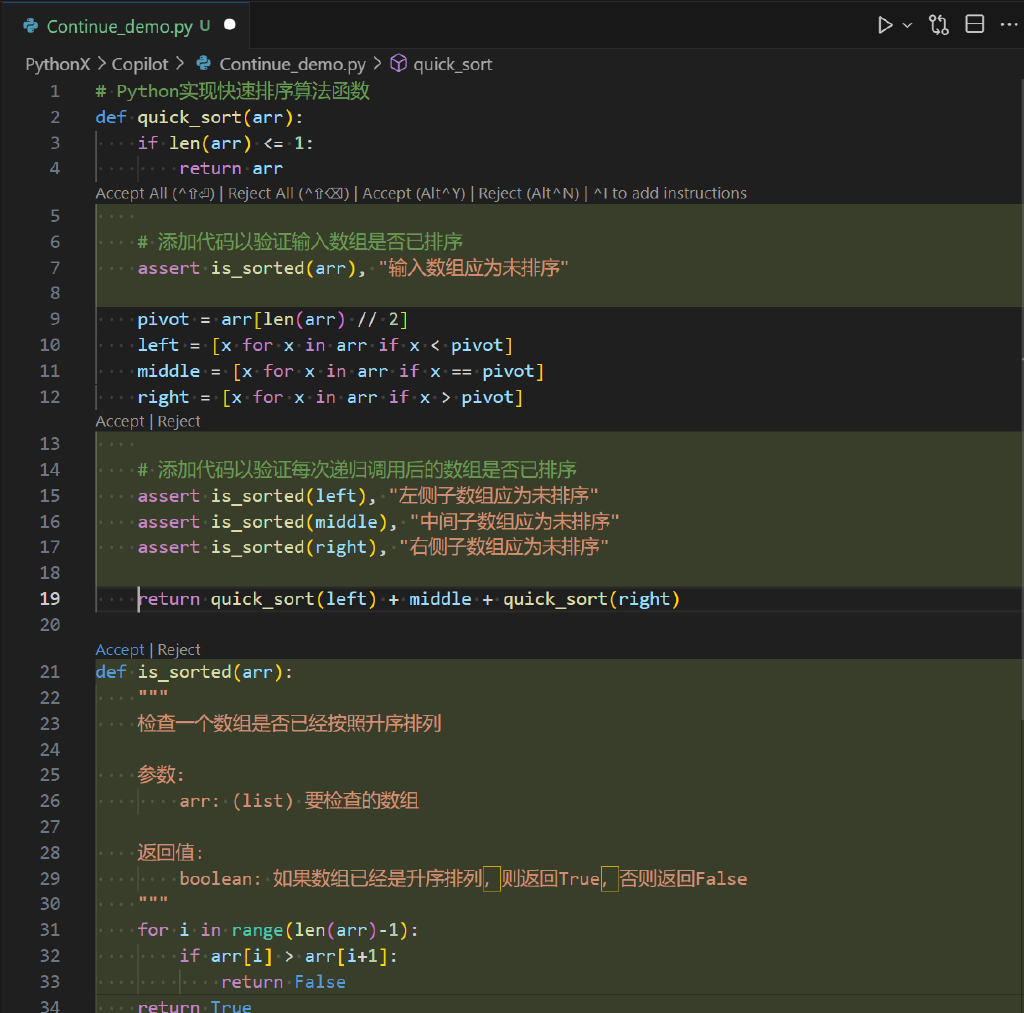 Continue_demo.py U
PythonX > Copilot > Continue_demo.py > quick_sort
1 # Python实现快速排序算法函数
2 def quick_sort(arr):
3     if len(arr) <= 1:
4         return arr
Accept All (^⇧⏎) | Reject All (^⇧⌫) | Accept (Alt^Y) | Reject (Alt^N) | ^I to add instructions
5
6     # 添加代码以验证输入数组是否已排序
7     assert is_sorted(arr), "输入数组应为未排序"
8
9     pivot = arr[len(arr) // 2]
10     left = [x for x in arr if x < pivot]
11     middle = [x for x in arr if x == pivot]
12     right = [x for x in arr if x > pivot]
Accept | Reject
13
14     # 添加代码以验证每次递归调用后的数组是否已排序
15     assert is_sorted(left), "左侧子数组应为未排序"
16     assert is_sorted(middle), "中间子数组应为未排序"
17     assert is_sorted(right), "右侧子数组应为未排序"
18
19     return quick_sort(left) + middle + quick_sort(right)
20
Accept | Reject
21 def is_sorted(arr):
22     """
23     检查一个数组是否已经按照升序排列
24
25     参数:
26         arr: (list) 要检查的数组
27
28     返回值:
29         boolean: 如果数组已经是升序排列，则返回True，否则返回False
30     """
31     for i in range(len(arr)-1):
32         if arr[i] > arr[i+1]:
33             return False
34     return True